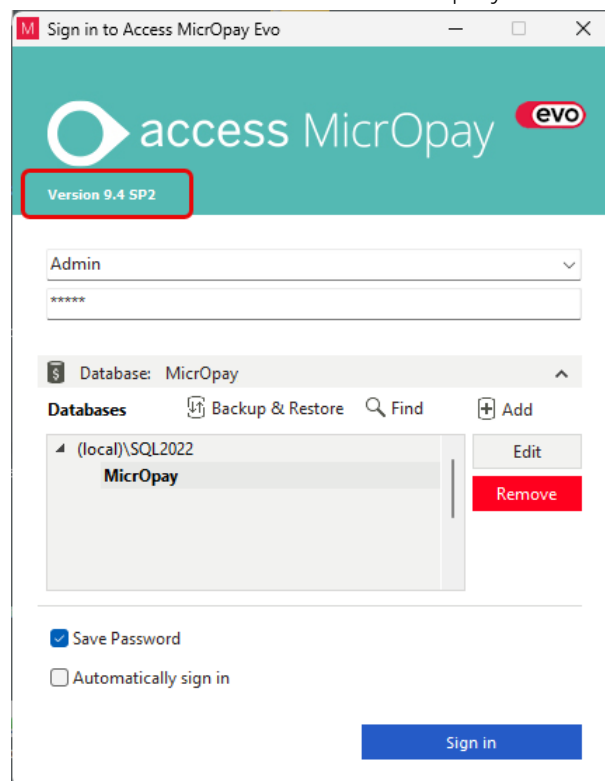 M Sign in to Access MicrOpay Evo
access MicrOpay evo
Version 9.4 SP2
Admin
*****
$ Database: MicrOpay
Databases Backup & Restore Find Add
(local)\SQL2022
MicrOpay
Edit
Remove
Save Password
Automatically sign in
Sign in